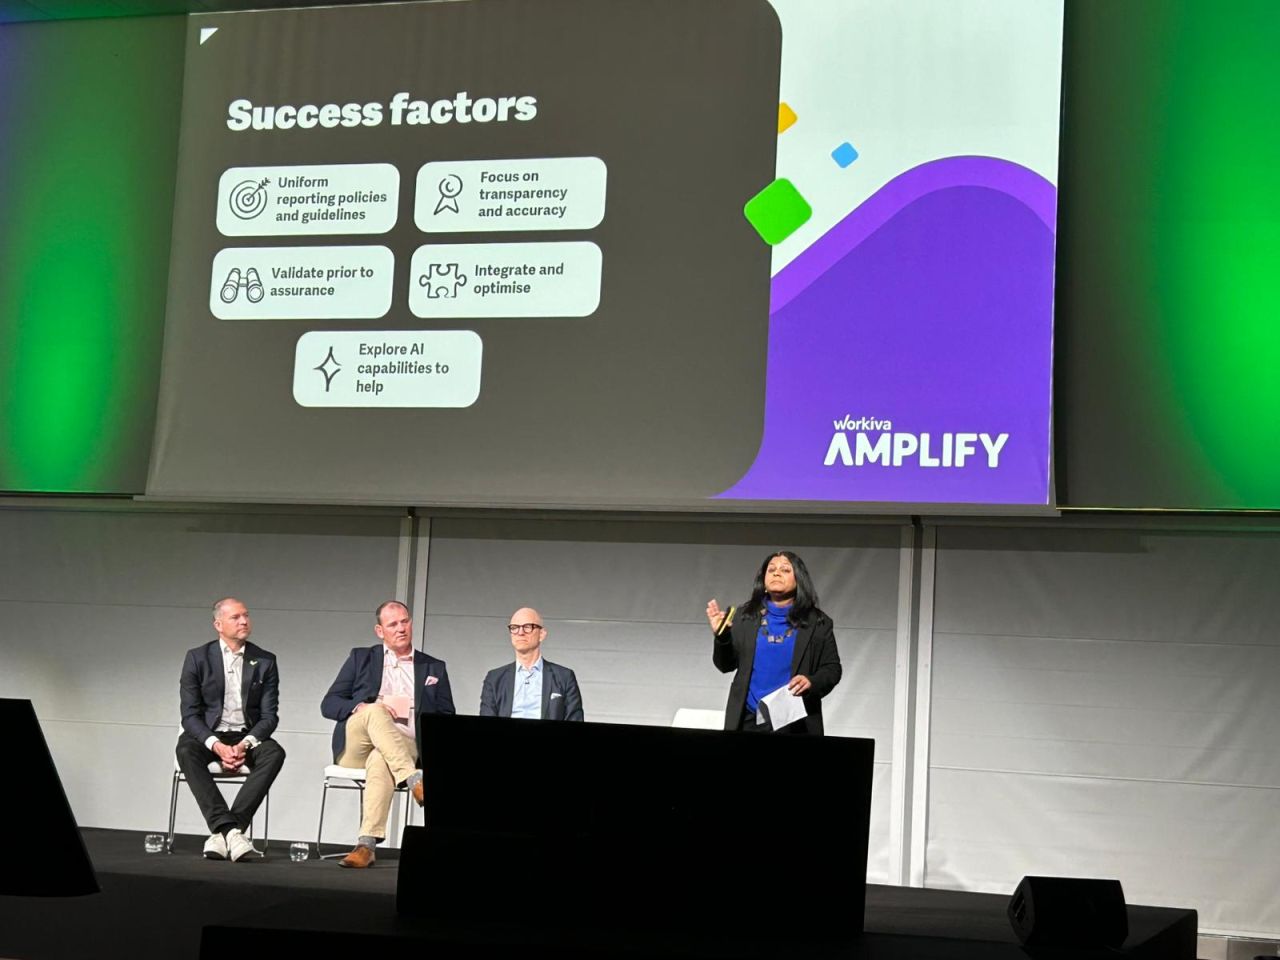 Success factors
Uniform
reporting policies
and guidelines
Focus on
transparency
and accuracy
Validate prior to
assurance
Integrate and
optimise
Explore AI
capabilities to
help
workiva
AMPLIFY